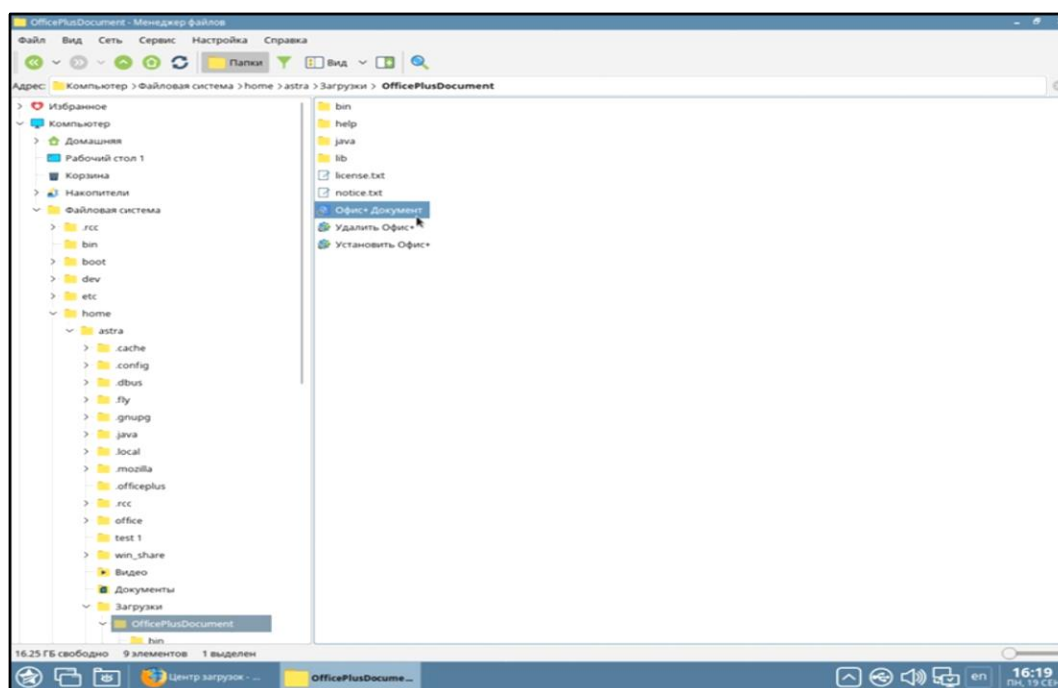 OfficePlusDocument - Менеджер файлов
Файл Вид Сеть Сервис Настройка Справка
Папки Вид
Адрес: Компьютер > Файловая система > home > astra > Загрузки > OfficePlusDocument
Избранное
Компьютер
Домашняя
Рабочий стол 1
Корзина
Накопители
Файловая система
.rcc
bin
boot
dev
etc
home
astra
.cache
.config
.dbus
.fly
.gnupg
.java
.local
.mozilla
.officeplus
.rcc
office
test 1
win_share
Видео
Документы
Загрузки
OfficePlusDocument
bin
bin
help
java
lib
license.txt
notice.txt
Офис+ Документ
Удалить Офис+
Установить Офис+
16.25 ГБ свободно 9 элементов 1 выделен
Центр загрузок - ...
OfficePlusDocume...
en
16:19
ПН, 19 СЕН